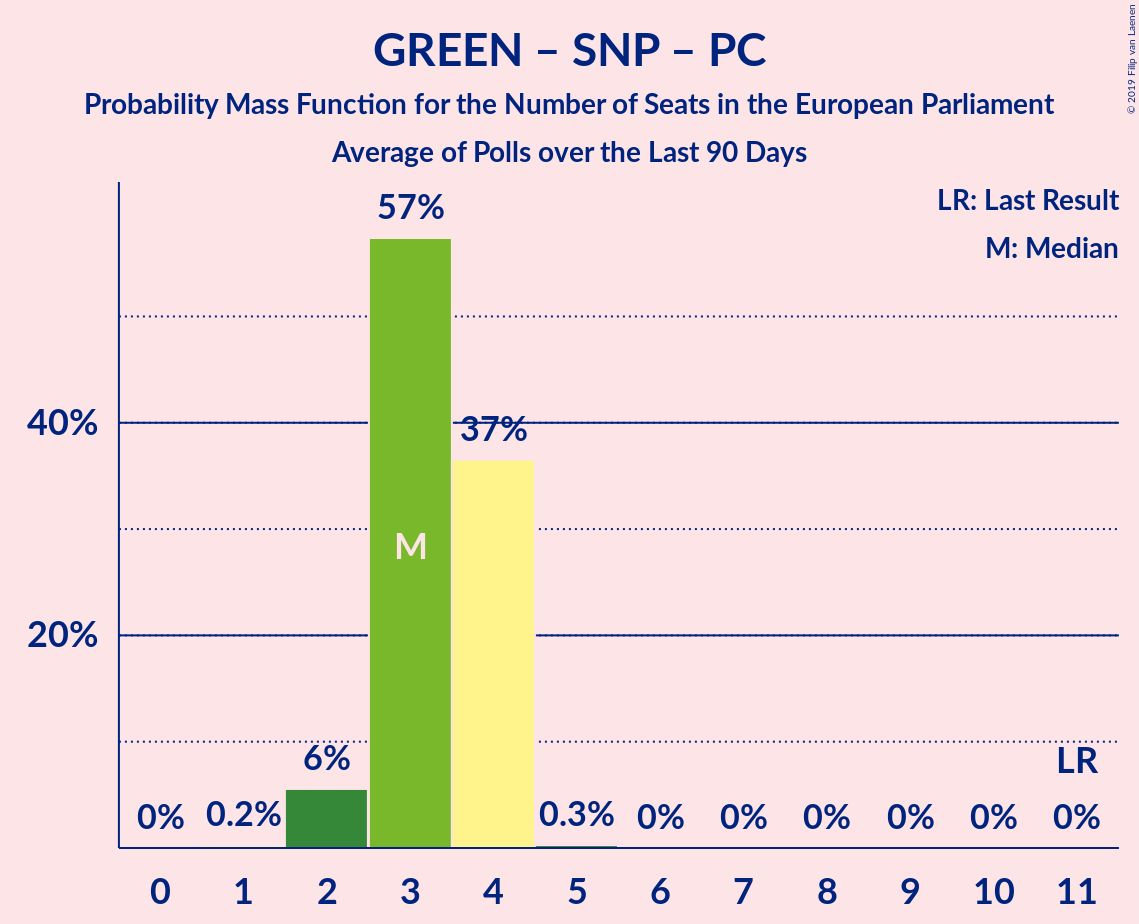 GREEN – SNP – PC
Probability Mass Function for the Number of Seats in the European Parliament
Average of Polls over the Last 90 Days
© 2019 Filip van Laenen
LR: Last Result
M: Median
57%
40%
37%
M
20%
6%
LR
0%
0.2%
0.3%
0%
0%
0%
0%
0%
0%
0 1 2 3 4 5 6 7 8 9 10 11